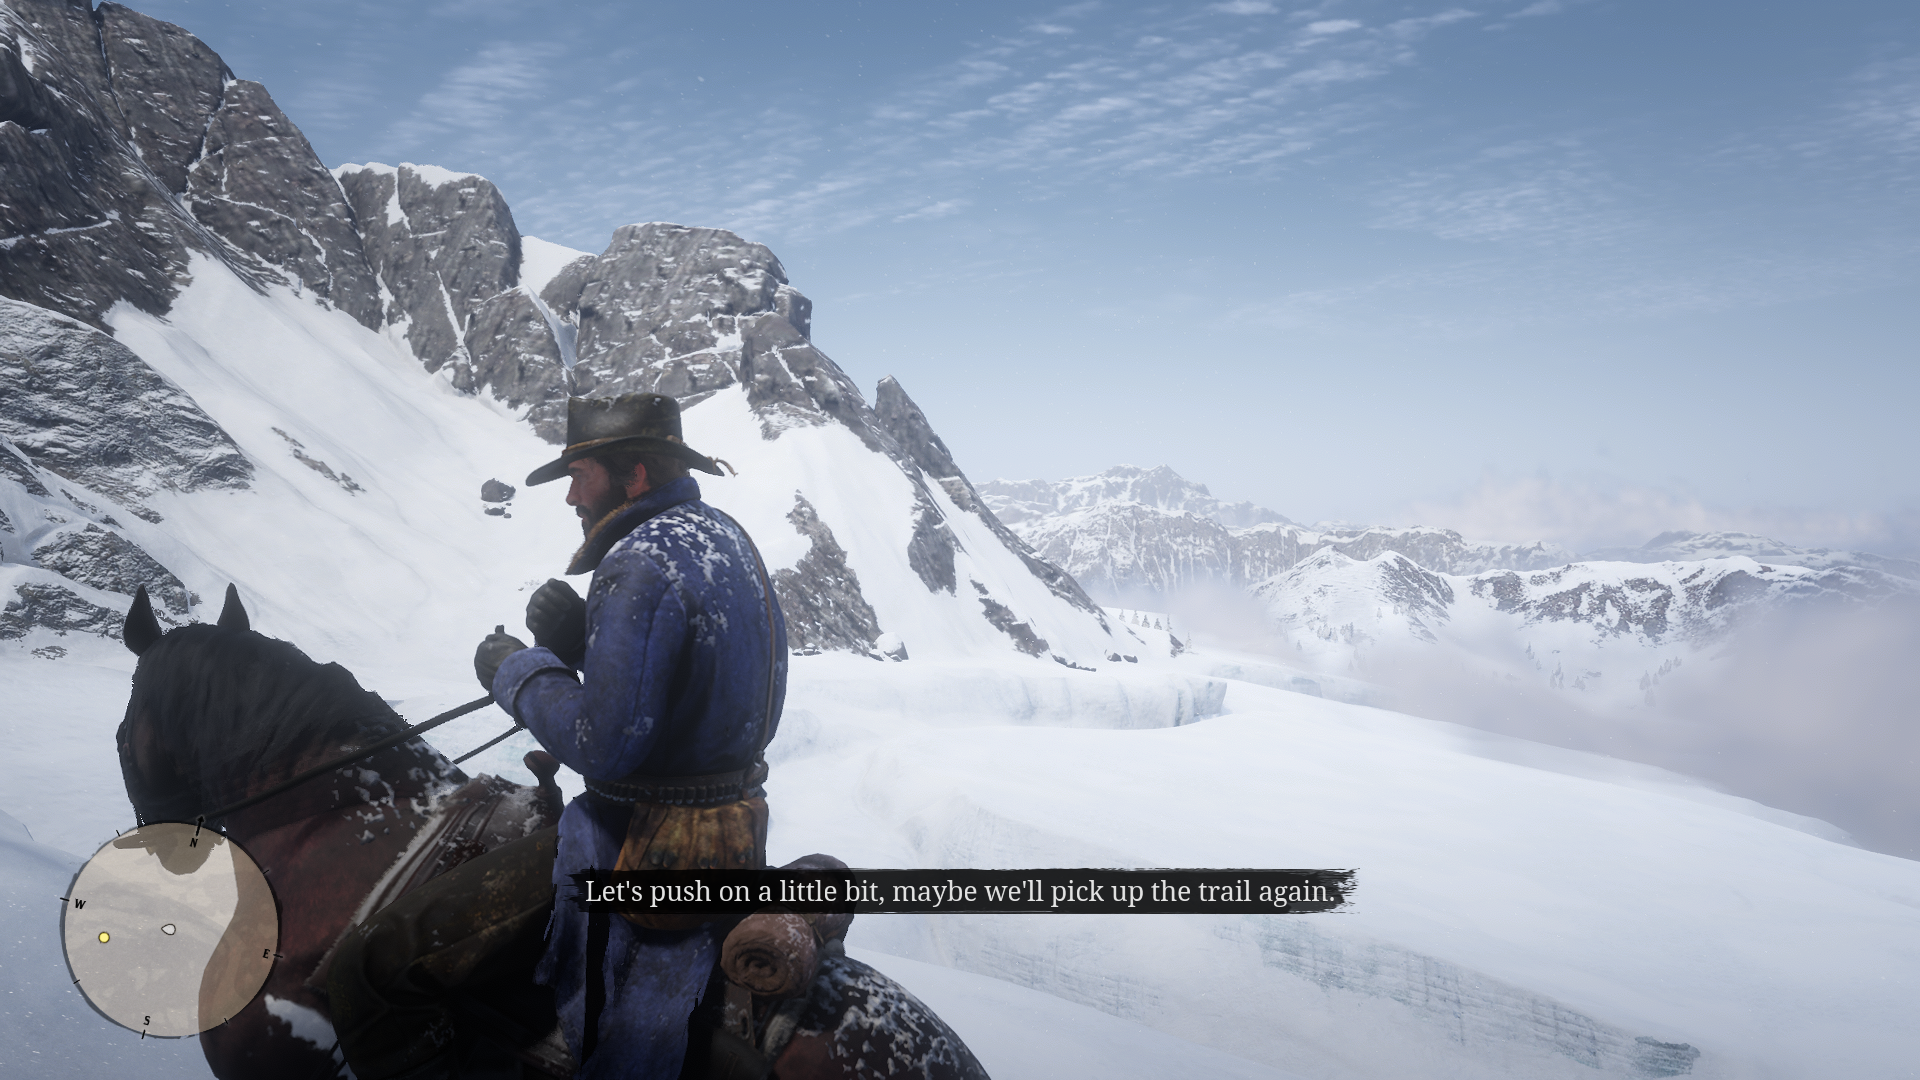 N
W
E
S
Let's push on a little bit, maybe we'll pick up the trail again.